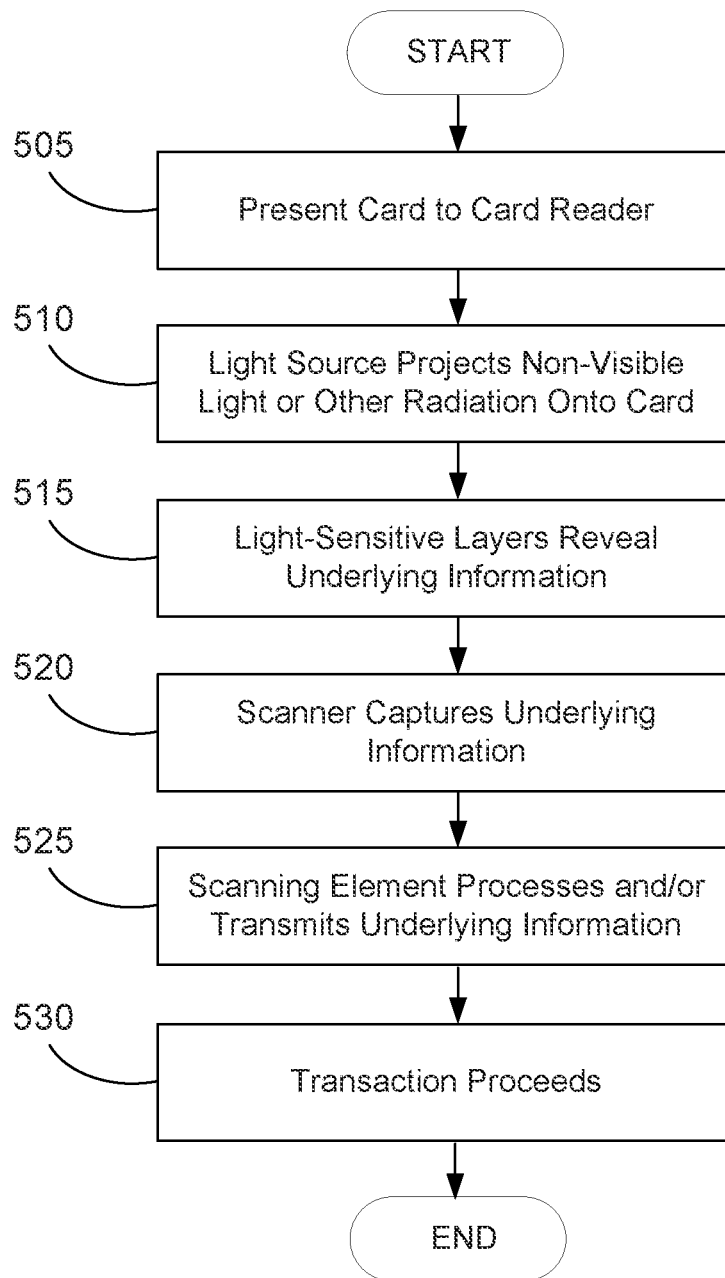 START
505
Present Card to Card Reader
510
Light Source Projects Non-Visible
Light or Other Radiation Onto Card
515
Light-Sensitive Layers Reveal
Underlying Information
520
Scanner Captures Underlying
Information
525
Scanning Element Processes and/or
Transmits Underlying Information
530
Transaction Proceeds
END